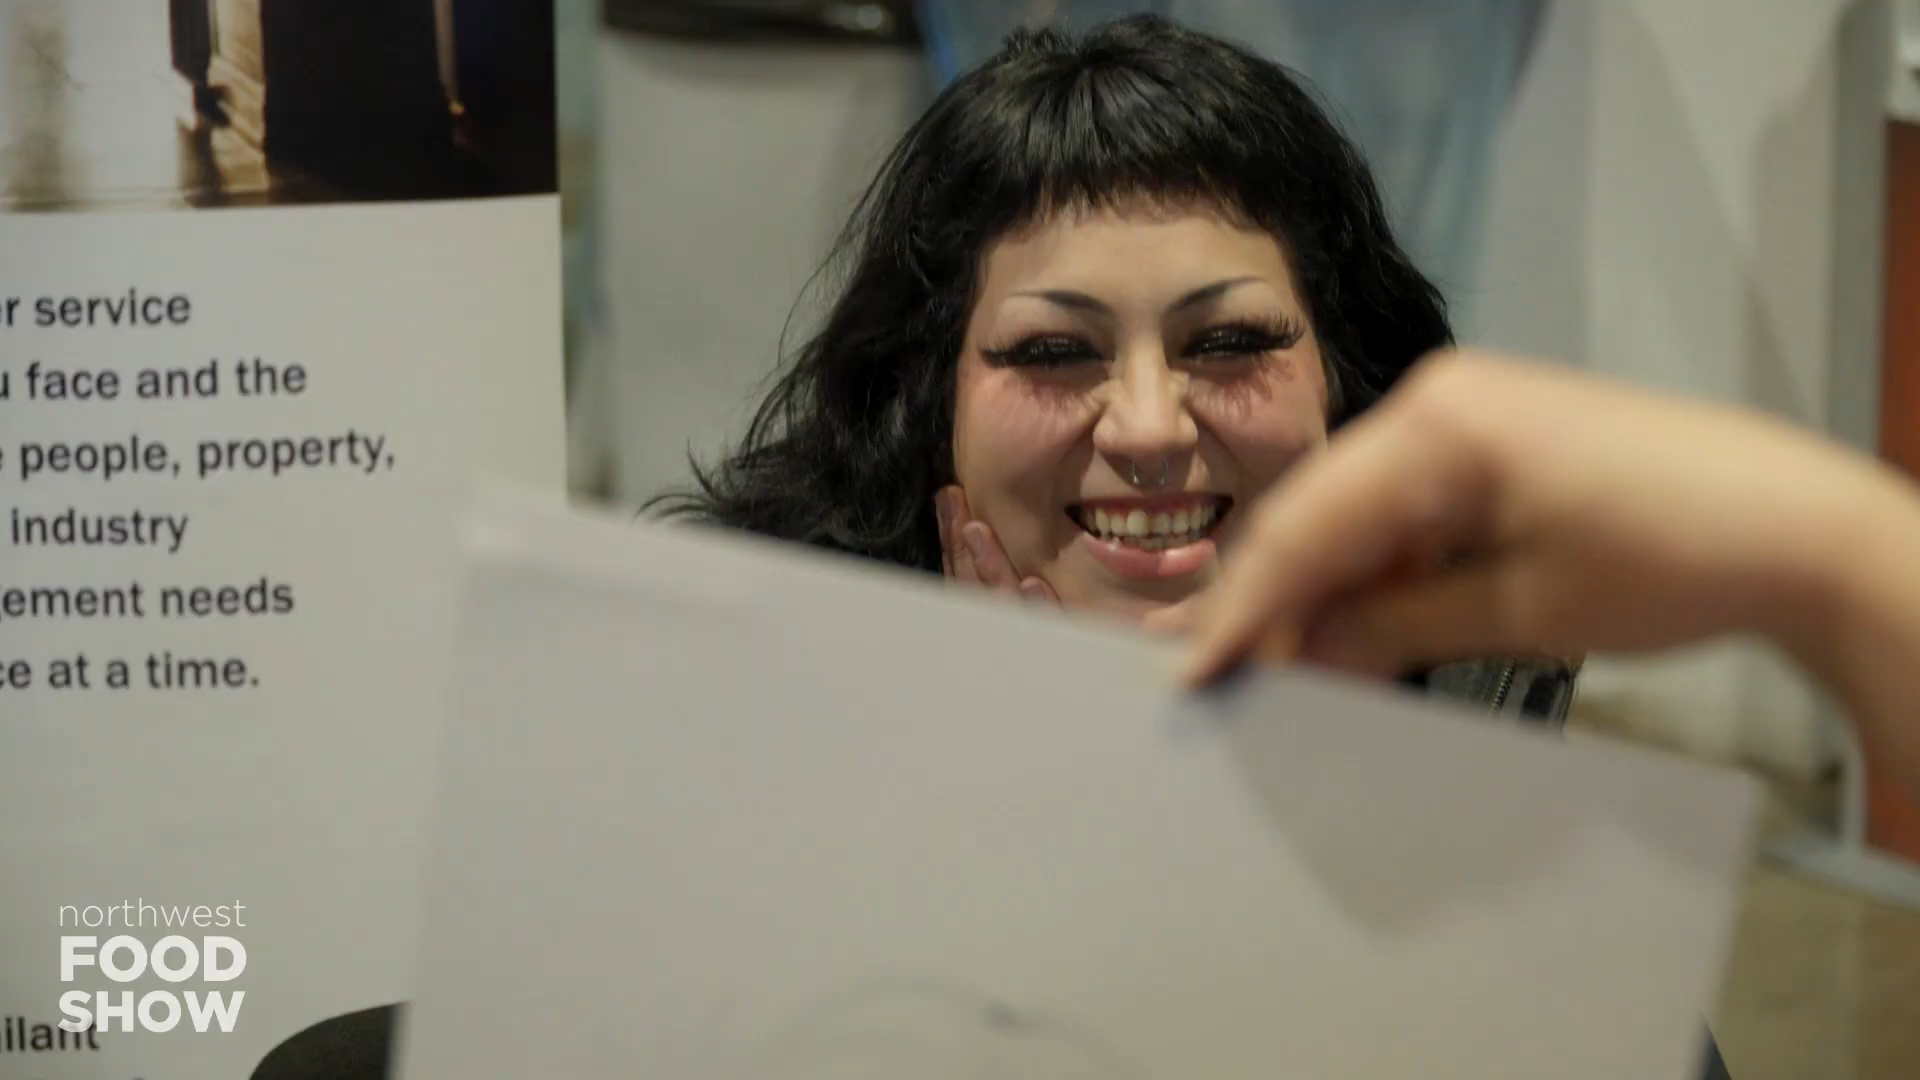 r service
u face and the
e people, property,
industry
gement needs
ce at a time.
northwest
FOOD
SHOW
ilant